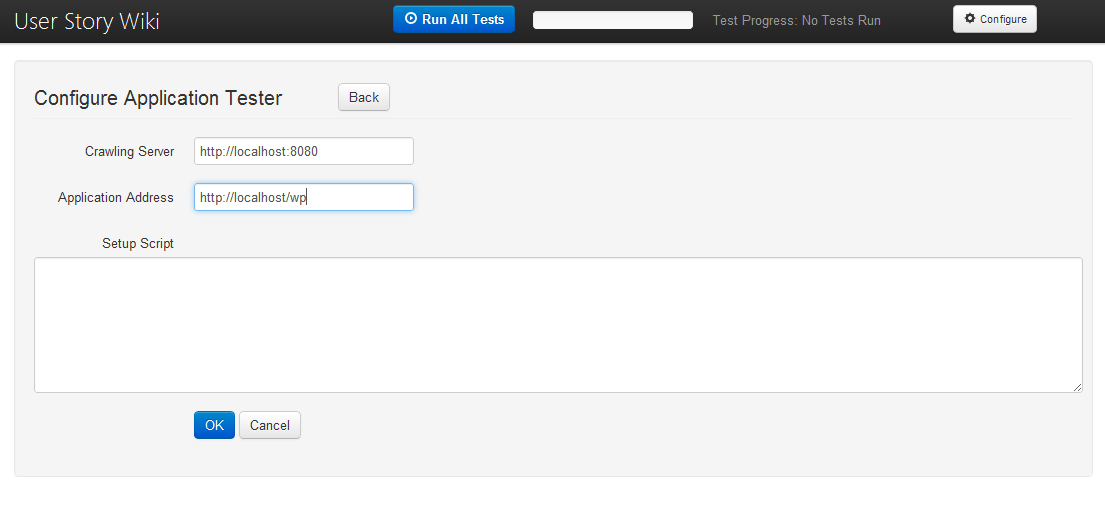 User Story Wiki
Run All Tests
Test Progress: No Tests Run
Configure
Configure Application Tester
Back
Crawling Server
http://localhost:8080
Application Address
http://localhost/wp
Setup Script
OK
Cancel